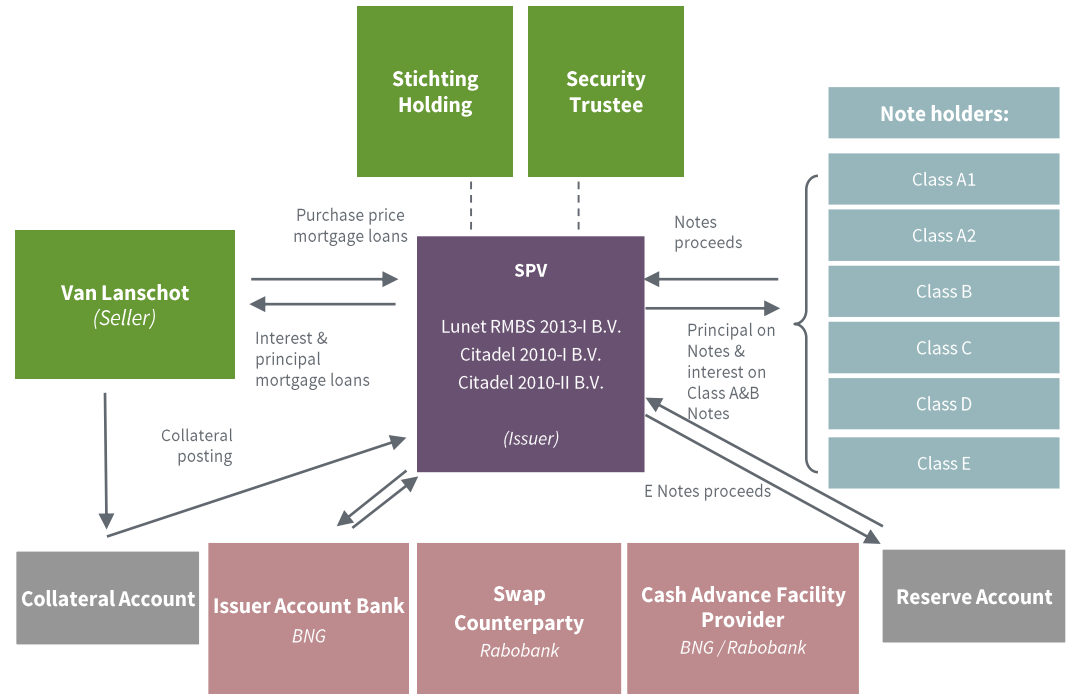 Stichting
Holding
Security
Trustee
Note holders:
Class A1
Class A2
Class B
Class C
Class D
Class E
Purchase price
mortgage loans
Notes
proceeds
Van Lanschot
(Seller)
SPV
Lunet RMBS 2013-I B.V.
Citadel 2010-I B.V.
Citadel 2010-II B.V.
(Issuer)
Interest &
principal
mortgage loans
Principal on
Notes &
interest on
Class A&B
Notes
Collateral
posting
E Notes proceeds
Collateral Account
Issuer Account Bank
BNG
Swap
Counterparty
Rabobank
Cash Advance Facility
Provider
BNG / Rabobank
Reserve Account